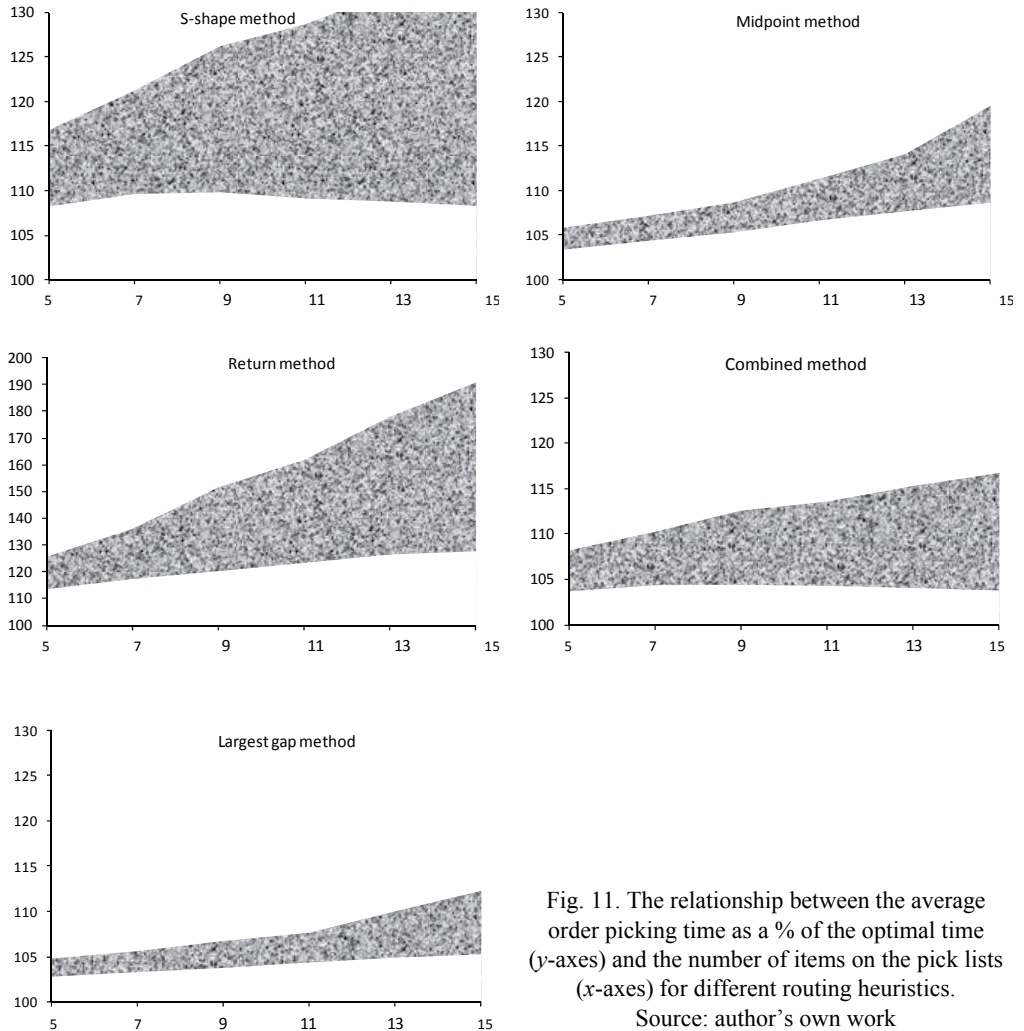 S-shape method
130
125
120
115
110
105
100
5 7 9 11 13 15
Midpoint method
130
125
120
115
110
105
100
5 7 9 11 13 15
Return method
200
190
180
170
160
150
140
130
120
110
100
5 7 9 11 13 15
Combined method
130
125
120
115
110
105
100
5 7 9 11 13 15
Largest gap method
130
125
120
115
110
105
100
5 7 9 11 13 15
Fig. 11. The relationship between the average
order picking time as a % of the optimal time
(y-axes) and the number of items on the pick lists
(x-axes) for different routing heuristics.
Source: author's own work